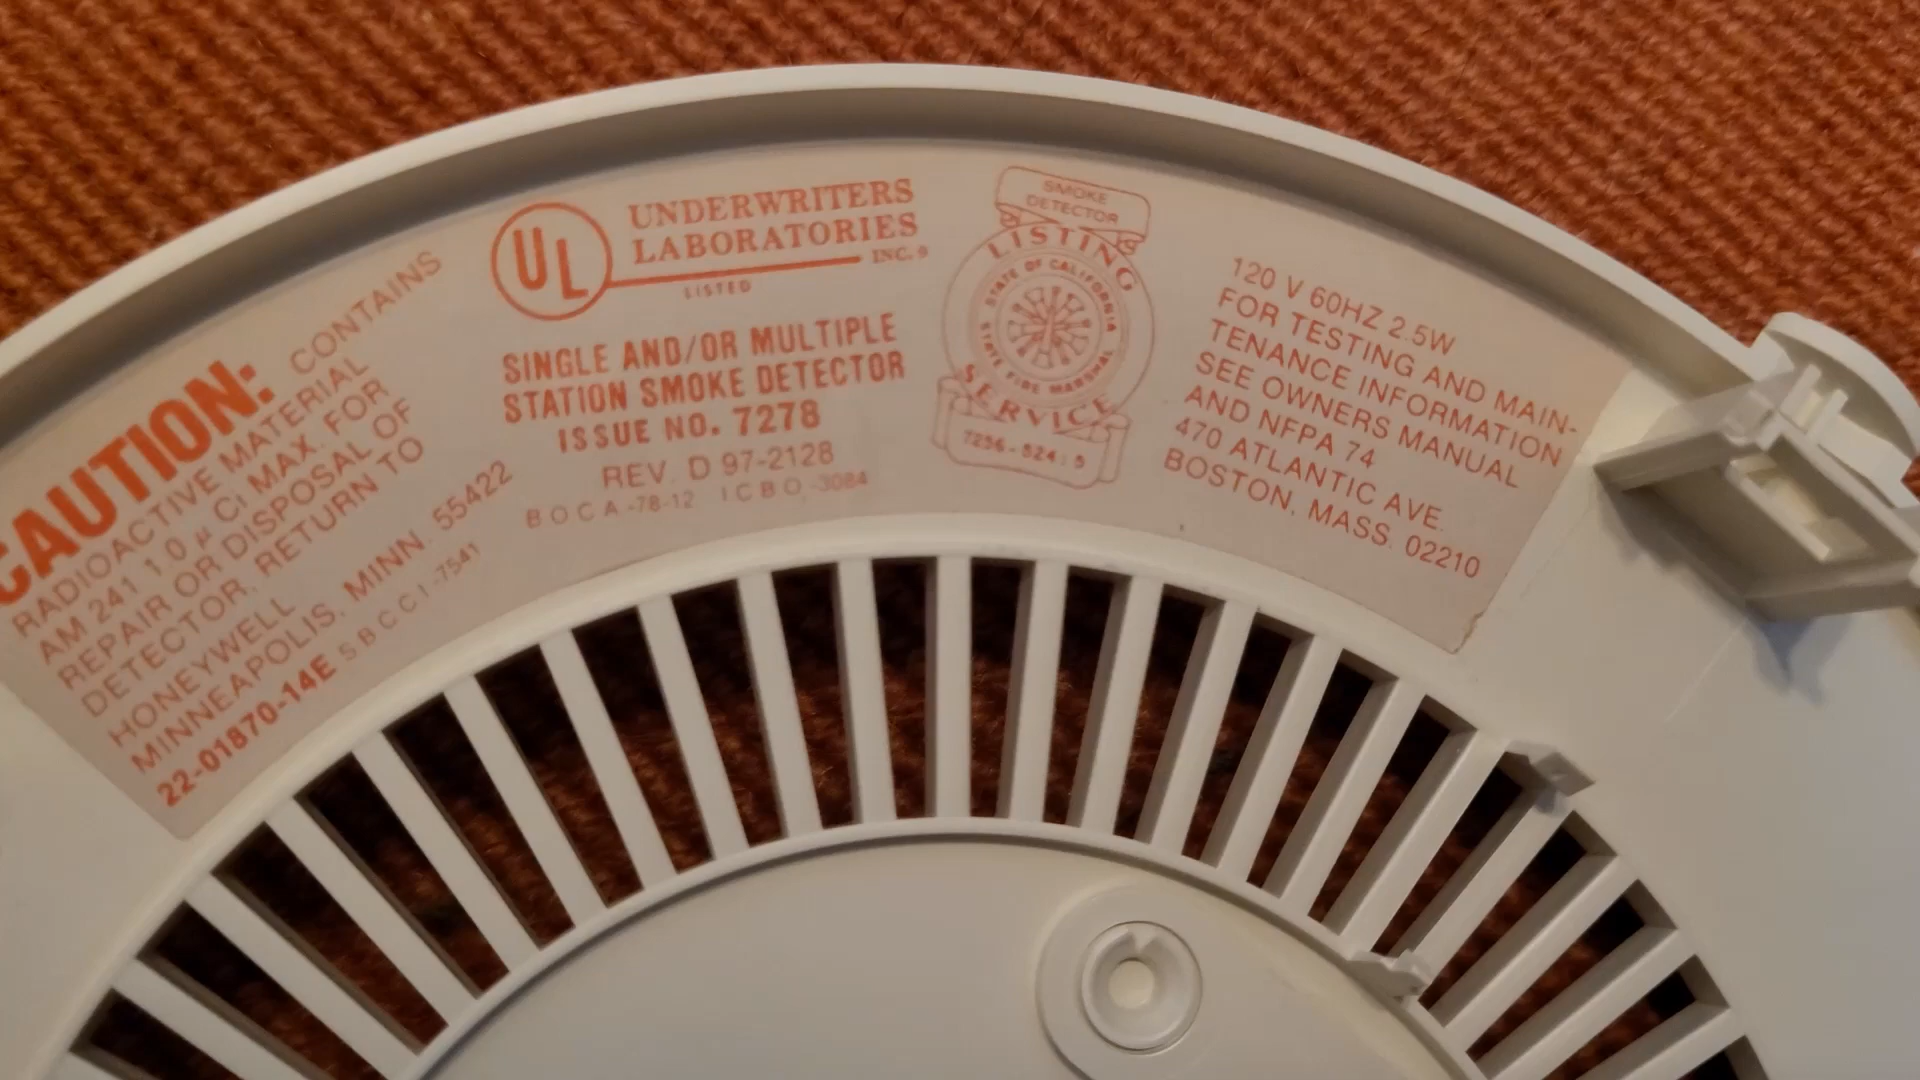 CAUTION: CONTAINS
RADIOACTIVE MATERIAL
AM 241 1.0 µ Ci MAX. FOR
REPAIR OR DISPOSAL OF
DETECTOR, RETURN TO
HONEYWELL
MINNEAPOLIS, MINN. 55422
22-01870-14E SBCCI-7541
UL
UNDERWRITERS
LABORATORIES
INC.®
LISTED
SINGLE AND/OR MULTIPLE
STATION SMOKE DETECTOR
ISSUE NO. 7278
REV. D 97-2128
BOCA-78-12 ICBO-3084
SMOKE
DETECTOR
LISTING
STATE OF CALIFORNIA
STATE FIRE MARSHAL
SERVICE
7256-524:5
120 V 60HZ 2.5W
FOR TESTING AND MAIN-
TENANCE INFORMATION
SEE OWNERS MANUAL
AND NFPA 74
470 ATLANTIC AVE.
BOSTON, MASS. 02210